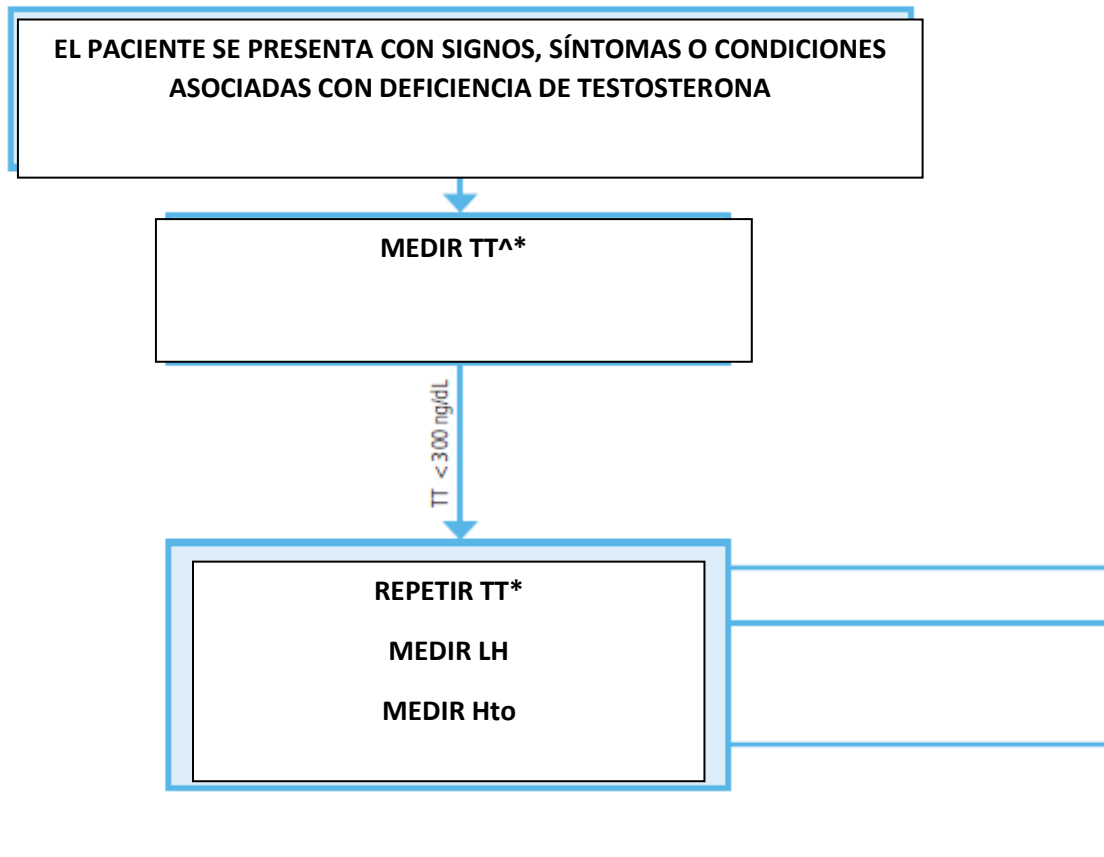 EL PACIENTE SE PRESENTA CON SIGNOS, SÍNTOMAS O CONDICIONES
ASOCIADAS CON DEFICIENCIA DE TESTOSTERONA
MEDIR TT^*
TT <300 ng/dL
REPETIR TT*
MEDIR LH
MEDIR Hto